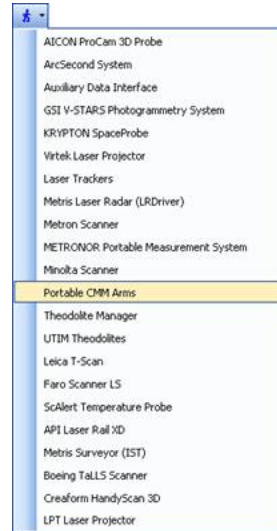 AICON ProCam 3D Probe
ArcSecond System
Auxiliary Data Interface
GSI V-STARS Photogrammetry System
KRYPTON SpaceProbe
Virtek Laser Projector
Laser Trackers
Metris Laser Radar (LRDriver)
Metron Scanner
METRONOR Portable Measurement System
Minolta Scanner
Portable CMM Arms
Theodolite Manager
UTIM Theodolites
Leica T-Scan
Faro Scanner LS
ScAlert Temperature Probe
API Laser Rail XD
Metris Surveyor (IST)
Boeing TaLLS Scanner
Creaform HandyScan 3D
LPT Laser Projector